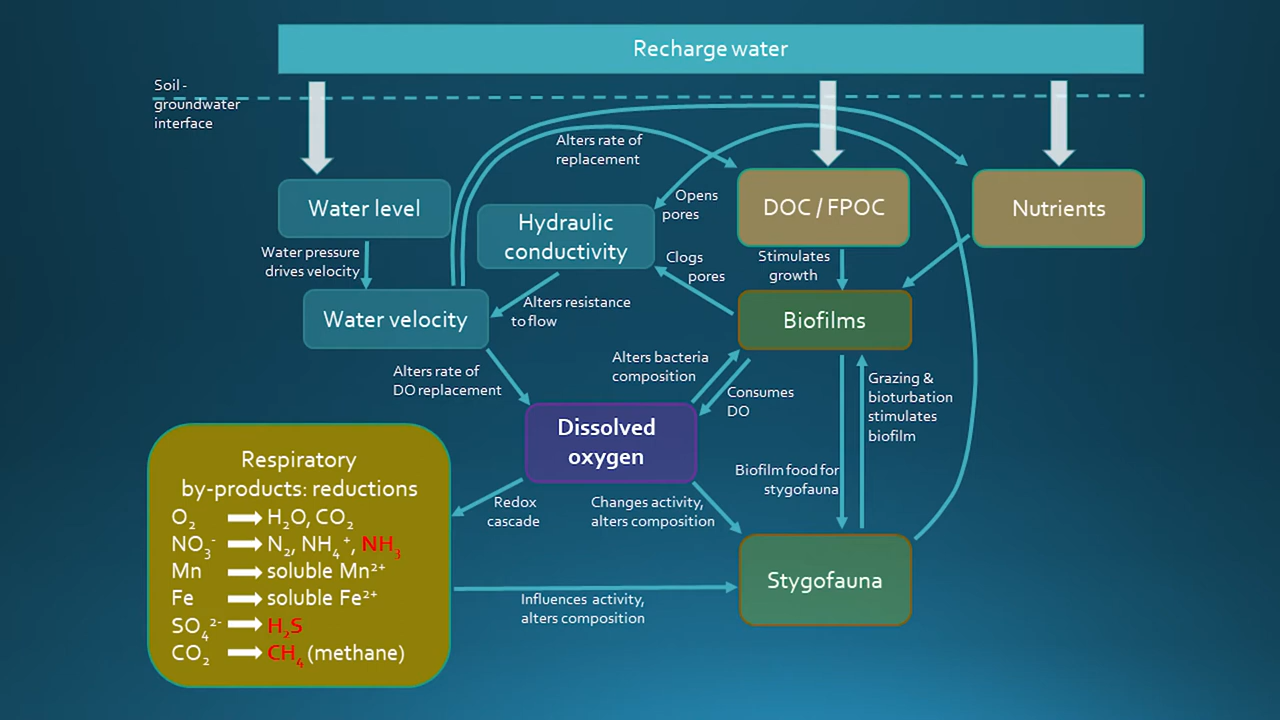 Recharge water
Soil -
groundwater
interface
Alters rate of
replacement
Water level
Hydraulic
conductivity
Opens
pores
DOC / FPOC
Nutrients
Water pressure
drives velocity
Clogs
pores
Stimulates
growth
Water velocity
Alters resistance
to flow
Biofilms
Alters rate of
DO replacement
Alters bacteria
composition
Consumes
DO
Grazing &
bioturbation
stimulates
biofilm
Dissolved
oxygen
Biofilm food for
stygofauna
Redox
cascade
Changes activity,
alters composition
Respiratory
by-products: reductions
O₂ H₂O, CO₂
NO₃⁻ N₂, NH₄⁺, NH₃
Mn soluble Mn²⁺
Fe soluble Fe²⁺
SO₄²⁻ H₂S
CO₂ CH₄ (methane)
Stygofauna
Influences activity,
alters composition